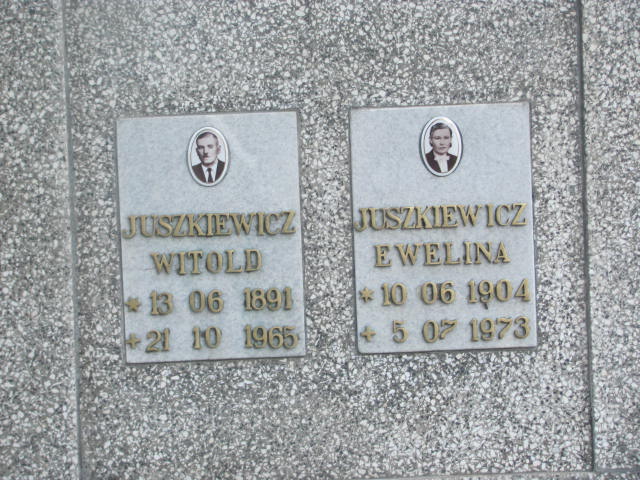 JUSZKIEWICZ
WITOLD
* 13 06 1891
+ 21 10 1965
JUSZKIEWICZ
EWELINA
* 10 06 1904
+ 5 07 1973